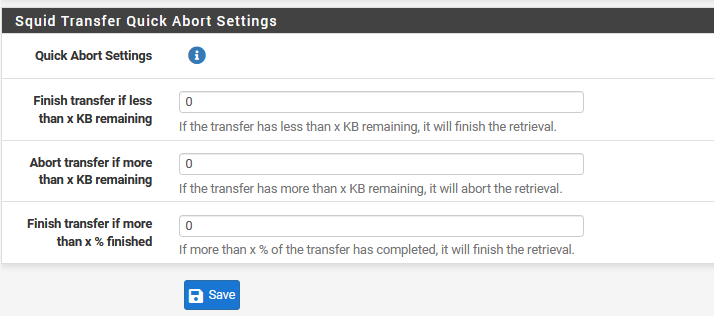 Squid Transfer Quick Abort Settings
Quick Abort Settings
Finish transfer if less
than x KB remaining
0
If the transfer has less than x KB remaining, it will finish the retrieval.
Abort transfer if more
than x KB remaining
0
If the transfer has more than x KB remaining, it will abort the retrieval.
Finish transfer if more
than x % finished
0
If more than x % of the transfer has completed, it will finish the retrieval.
Save